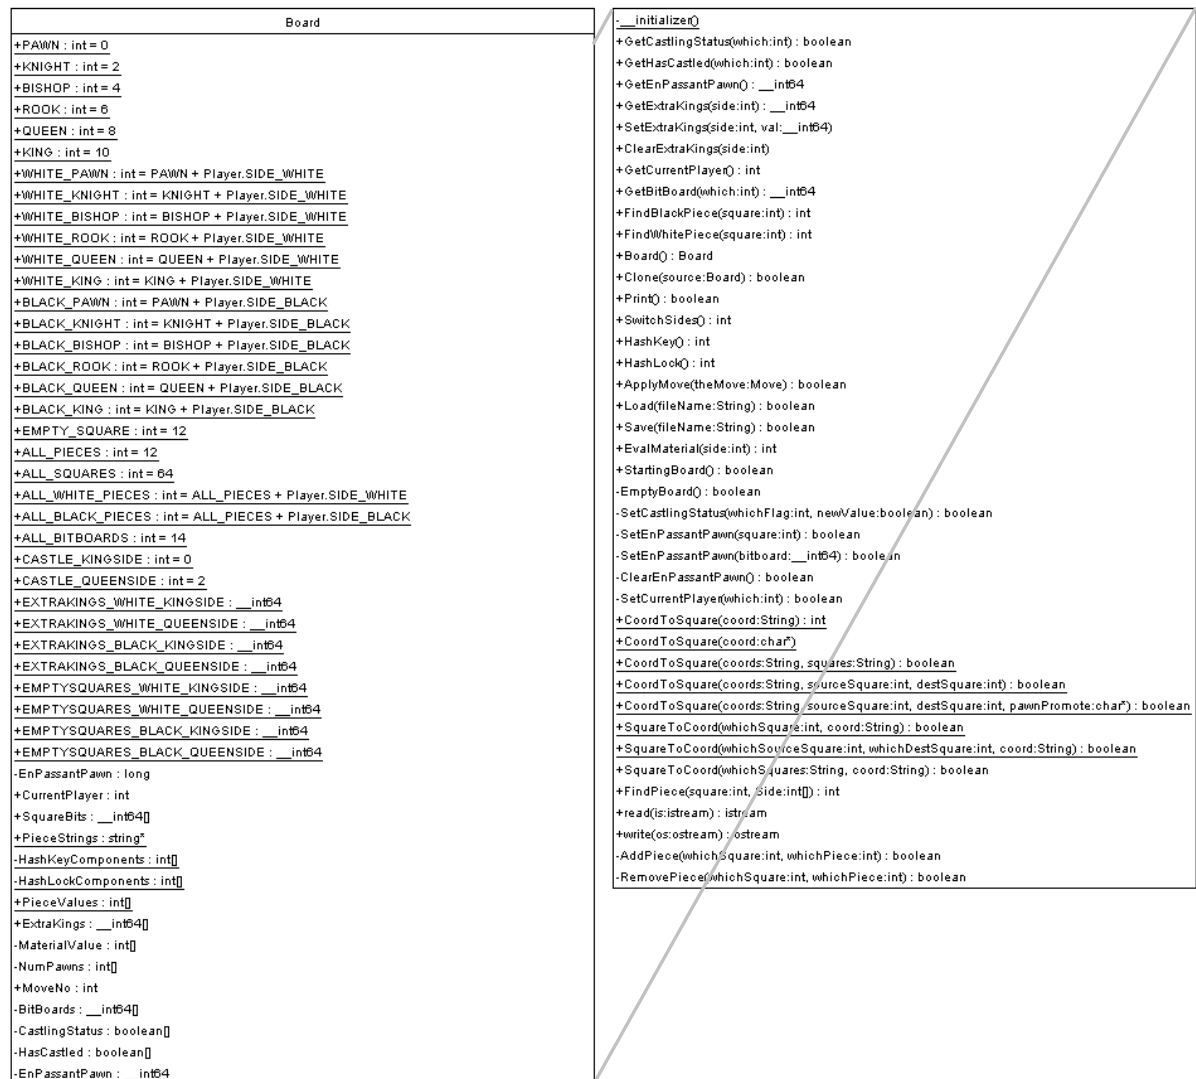 Board
+PAWN : int = 0
+KNIGHT : int = 2
+BISHOP : int = 4
+ROOK : int = 6
+QUEEN : int = 8
+KING : int = 10
+WHITE_PAWN : int = PAWN + Player.SIDE_WHITE
+WHITE_KNIGHT : int = KNIGHT + Player.SIDE_WHITE
+WHITE_BISHOP : int = BISHOP + Player.SIDE_WHITE
+WHITE_ROOK : int = ROOK + Player.SIDE_WHITE
+WHITE_QUEEN : int = QUEEN + Player.SIDE_WHITE
+WHITE_KING : int = KING + Player.SIDE_WHITE
+BLACK_PAWN : int = PAWN + Player.SIDE_BLACK
+BLACK_KNIGHT : int = KNIGHT + Player.SIDE_BLACK
+BLACK_BISHOP : int = BISHOP + Player.SIDE_BLACK
+BLACK_ROOK : int = ROOK + Player.SIDE_BLACK
+BLACK_QUEEN : int = QUEEN + Player.SIDE_BLACK
+BLACK_KING : int = KING + Player.SIDE_BLACK
+EMPTY_SQUARE : int = 12
+ALL_PIECES : int = 12
+ALL_SQUARES : int = 64
+ALL_WHITE_PIECES : int = ALL_PIECES + Player.SIDE_WHITE
+ALL_BLACK_PIECES : int = ALL_PIECES + Player.SIDE_BLACK
+ALL_BITBOARDS : int = 14
+CASTLE_KINGSIDE : int = 0
+CASTLE_QUEENSIDE : int = 2
+EXTRAKINGS_WHITE_KINGSIDE : __int64
+EXTRAKINGS_WHITE_QUEENSIDE : __int64
+EXTRAKINGS_BLACK_KINGSIDE : __int64
+EXTRAKINGS_BLACK_QUEENSIDE : __int64
+EMPTYSQUARES_WHITE_KINGSIDE : __int64
+EMPTYSQUARES_WHITE_QUEENSIDE : __int64
+EMPTYSQUARES_BLACK_KINGSIDE : __int64
+EMPTYSQUARES_BLACK_QUEENSIDE : __int64
-EnPassantPawn : long
+CurrentPlayer : int
+SquareBits : __int64[]
+PieceStrings : string*
-HashKeyComponents : int[]
-HashLockComponents : int[]
+PieceValues : int[]
+ExtraKings : __int64[]
-MaterialValue : int[]
-NumPawns : int[]
+MoveNo : int
-BitBoards : __int64[]
-CastlingStatus : boolean[]
-HasCastled : boolean[]
-EnPassantPawn : __int64
-__initializer()
+GetCastlingStatus(which:int) : boolean
+GetHasCastled(which:int) : boolean
+GetEnPassantPawn() : __int64
+GetExtraKings(side:int) : __int64
+SetExtraKings(side:int, val:__int64)
+ClearExtraKings(side:int)
+GetCurrentPlayer() : int
+GetBitBoard(which:int) : __int64
+FindBlackPiece(square:int) : int
+FindWhitePiece(square:int) : int
+Board() : Board
+Clone(source:Board) : boolean
+Print() : boolean
+SwitchSides() : int
+HashKey() : int
+HashLock() : int
+ApplyMove(theMove:Move) : boolean
+Load(fileName:String) : boolean
+Save(fileName:String) : boolean
+EvalMaterial(side:int) : int
+StartingBoard() : boolean
-EmptyBoard() : boolean
-SetCastlingStatus(whichFlag:int, newValue:boolean) : boolean
-SetEnPassantPawn(square:int) : boolean
-SetEnPassantPawn(bitboard:__int64) : boolean
-ClearEnPassantPawn() : boolean
-SetCurrentPlayer(which:int) : boolean
+CoordToSquare(coord:String) : int
+CoordToSquare(coord:char*)
+CoordToSquare(coords:String, squares:String) : boolean
+CoordToSquare(coords:String, sourceSquare:int, destSquare:int) : boolean
+CoordToSquare(coords:String, sourceSquare:int, destSquare:int, pawnPromote:char*) : boolean
+SquareToCoord(whichSquare:int, coord:String) : boolean
+SquareToCoord(whichSourceSquare:int, whichDestSquare:int, coord:String) : boolean
+SquareToCoord(whichSquares:String, coord:String) : boolean
+FindPiece(square:int, Side:int[]) : int
+read(is:istream) : istream
+write(os:ostream) : ostream
-AddPiece(whichSquare:int, whichPiece:int) : boolean
-RemovePiece(whichSquare:int, whichPiece:int) : boolean